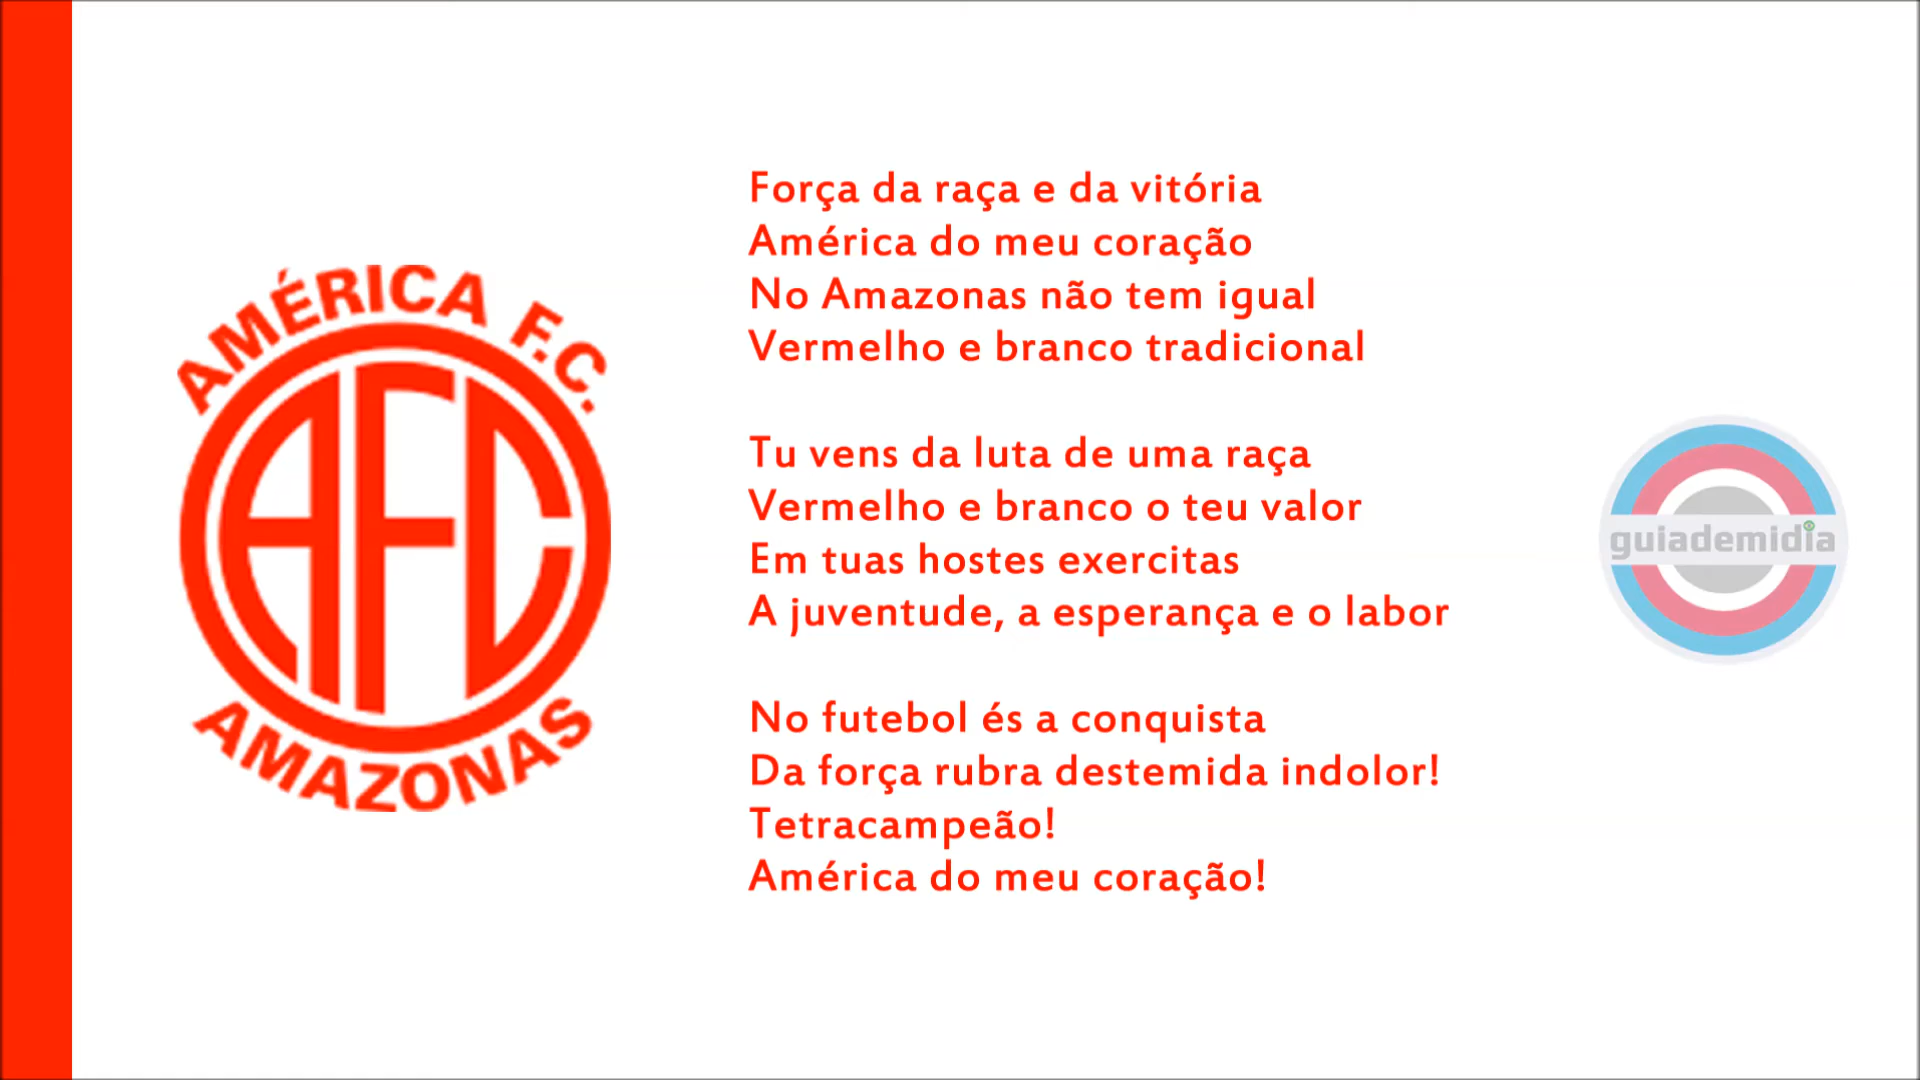 AMÉRICA F.C.
AFC
AMAZONAS
Força da raça e da vitória
América do meu coração
No Amazonas não tem igual
Vermelho e branco tradicional
Tu vens da luta de uma raça
Vermelho e branco o teu valor
Em tuas hostes exercitas
A juventude, a esperança e o labor
No futebol és a conquista
Da força rubra destemida indolor!
Tetracampeão!
América do meu coração!
guiademidia